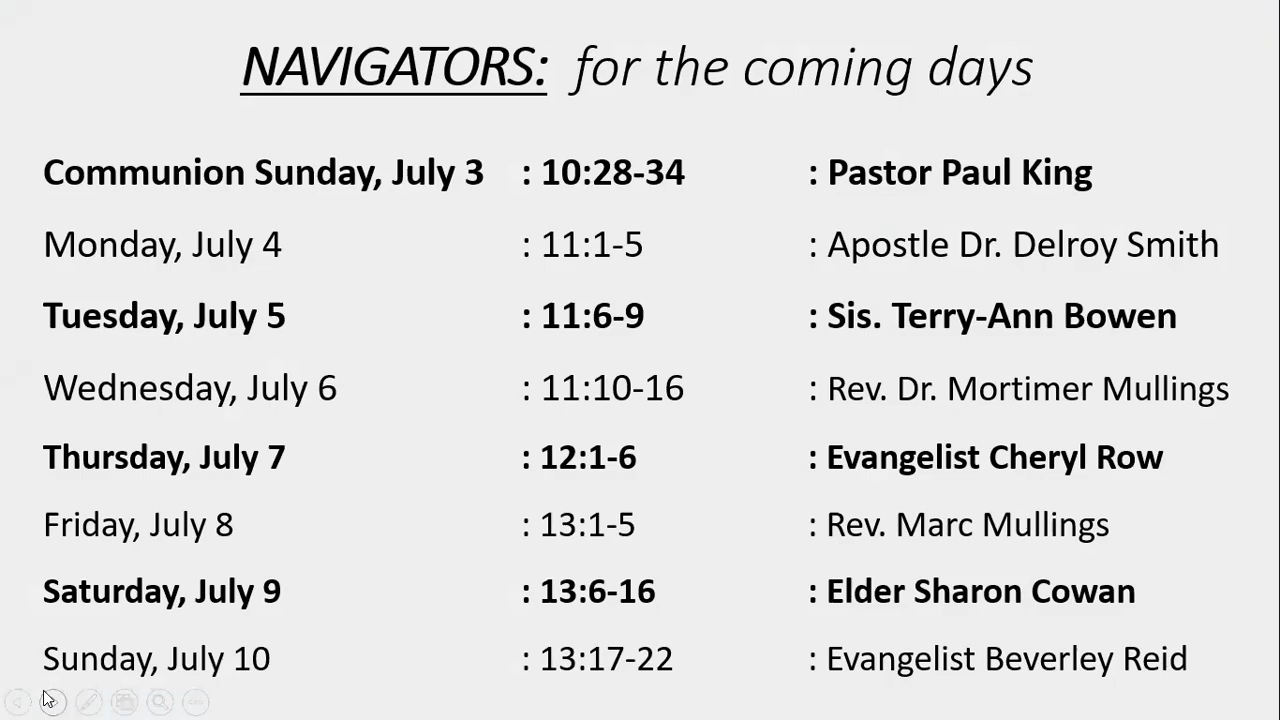 NAVIGATORS: for the coming days
Communion Sunday, July 3 : 10:28-34 : Pastor Paul King
Monday, July 4 : 11:1-5 : Apostle Dr. Delroy Smith
Tuesday, July 5 : 11:6-9 : Sis. Terry-Ann Bowen
Wednesday, July 6 : 11:10-16 : Rev. Dr. Mortimer Mullings
Thursday, July 7 : 12:1-6 : Evangelist Cheryl Row
Friday, July 8 : 13:1-5 : Rev. Marc Mullings
Saturday, July 9 : 13:6-16 : Elder Sharon Cowan
Sunday, July 10 : 13:17-22 : Evangelist Beverley Reid